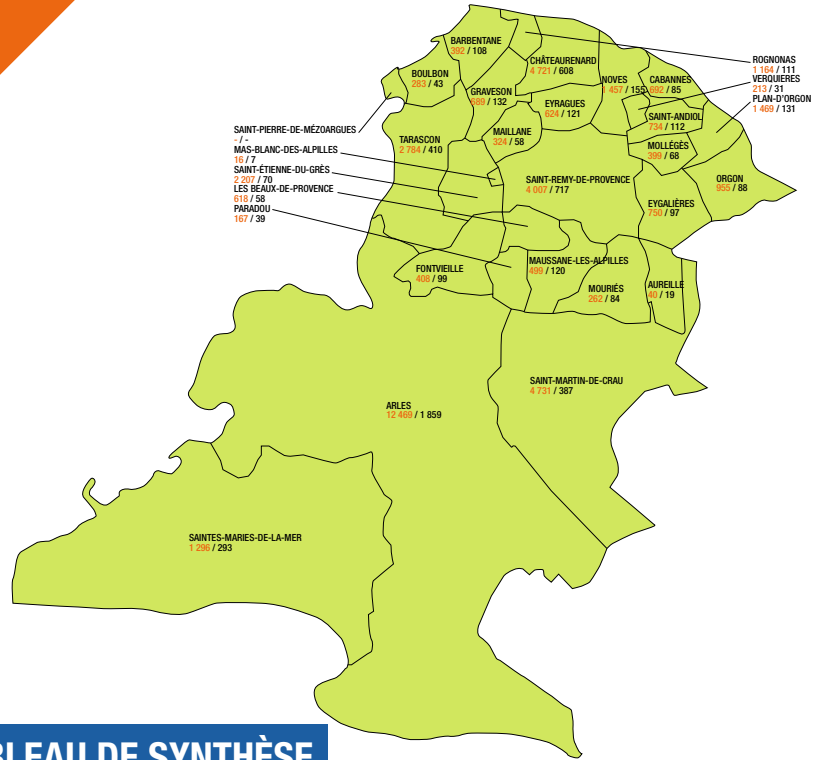 BARBENTANE
392 / 108
BOULBON
283 / 43
CHÂTEAURENARD
4 721 / 608
GRAVESON
689 / 132
EYRAGUES
624 / 121
NOVES
1 457 / 155
CABANNES
692 / 85
ROGNONAS
1 164 / 111
VERQUIERES
213 / 31
PLAN-D'ORGON
1 469 / 131
SAINT-ANDIOL
734 / 112
MAILLANE
324 / 58
MOLLÉGÈS
399 / 68
TARASCON
2 784 / 410
SAINT-PIERRE-DE-MÉZOARGUES
- / -
MAS-BLANC-DES-ALPILLES
16 / 7
SAINT-ÉTIENNE-DU-GRÈS
2 207 / 70
LES BEAUX-DE-PROVENCE
618 / 58
PARADOU
167 / 39
SAINT-REMY-DE-PROVENCE
4 007 / 717
ORGON
955 / 88
EYGALIÈRES
750 / 97
FONTVIEILLE
408 / 99
MAUSSANE-LES-ALPILLES
499 / 120
MOURIÈS
262 / 84
AUREILLE
40 / 19
SAINT-MARTIN-DE-CRAU
4 731 / 387
ARLES
12 469 / 1 859
SAINTES-MARIES-DE-LA-MER
1 296 / 293
BLEAU DE SYNTHÈSE